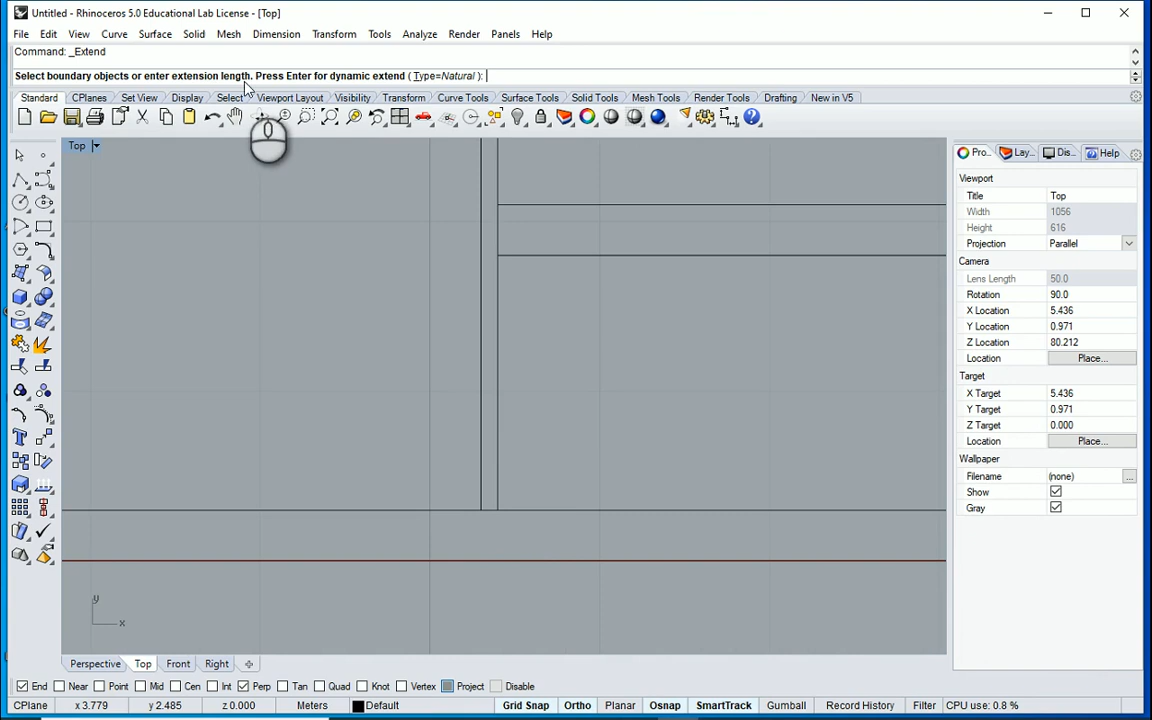 Untitled - Rhinoceros 5.0 Educational Lab License - [Top]
File Edit View Curve Surface Solid Mesh Dimension Transform Tools Analyze Render Panels Help
Command: _Extend
Select boundary objects or enter extension length. Press Enter for dynamic extend ( Type=Natural ):
Standard CPlanes Set View Display Select Viewport Layout Visibility Transform Curve Tools Surface Tools Solid Tools Mesh Tools Render Tools Drafting New in V5
Top
Pro... Lay... Dis... Help
Viewport
Title Top
Width 1056
Height 616
Projection Parallel
Camera
Lens Length 50.0
Rotation 90.0
X Location 5.436
Y Location 0.971
Z Location 80.212
Location Place...
Target
X Target 5.436
Y Target 0.971
Z Target 0.000
Location Place...
Wallpaper
Filename (none) ...
Show
Gray
y
x
Perspective Top Front Right
End Near Point Mid Cen Int Perp Tan Quad Knot Vertex Project Disable
CPlane x 3.779 y 2.485 z 0.000 Meters Default Grid Snap Ortho Planar Osnap SmartTrack Gumball Record History Filter CPU use: 0.8 %